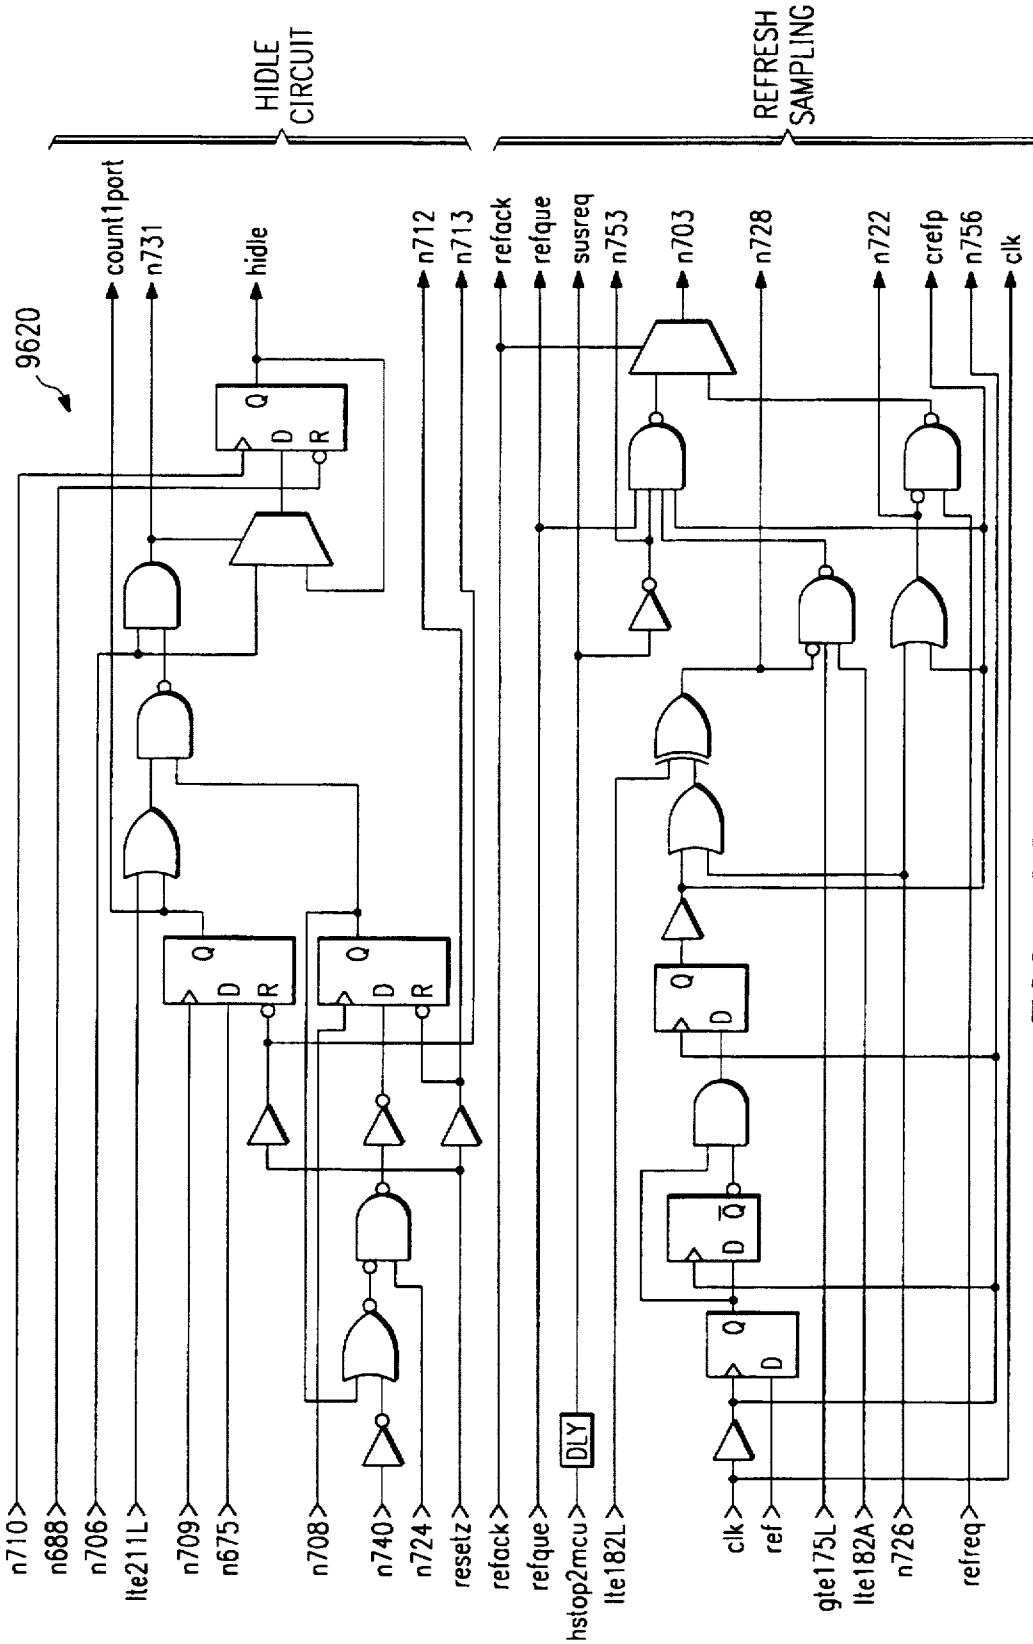 9620
HIDLE
CIRCUIT
REFRESH
SAMPLING
n710
n688
n706
lte211L
n709
n675
n708
n740
n724
resetz
refack
refque
hstop2mcu
lte182L
clk
ref
gte175L
lte182A
n726
refreq
DLY
Q
D
R
Q
D
R
Q
D
R
Q
D
Q
D
Q
D
count1port
n731
hidle
n712
n713
refack
refque
susreq
n753
n703
n728
n722
crefp
n756
clk